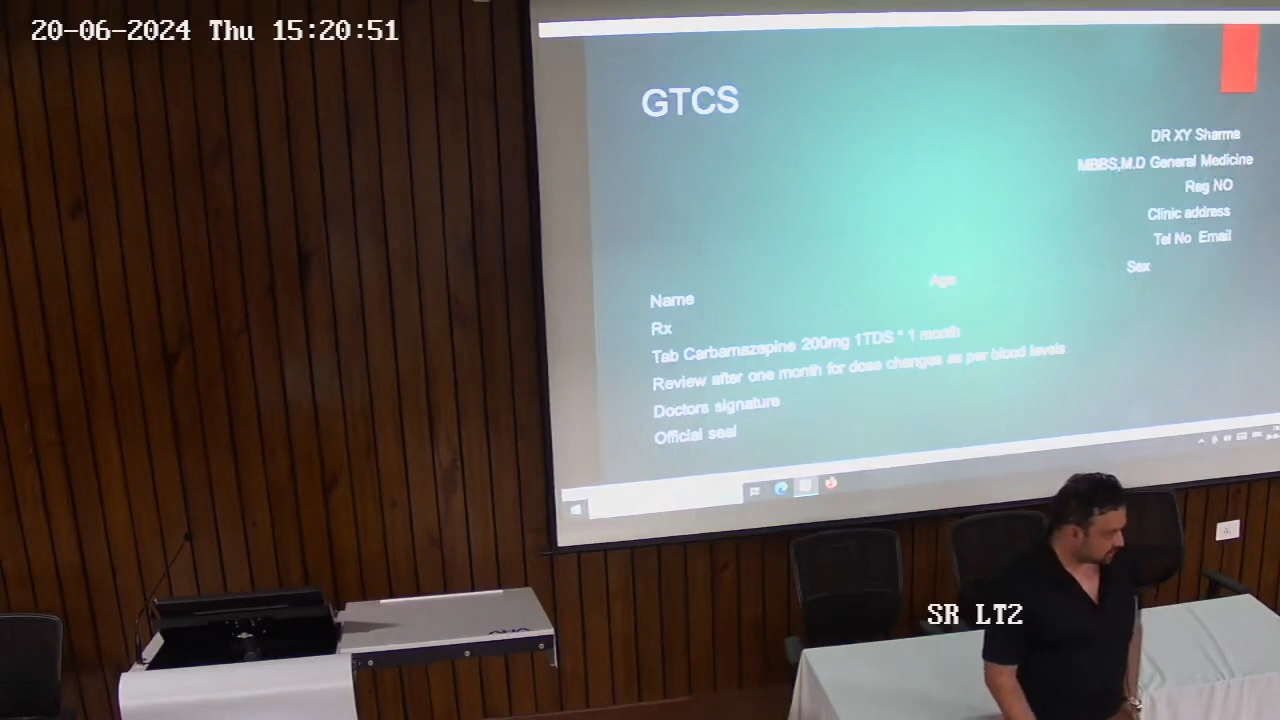 20-06-2024 Thu 15:20:51
GTCS
DR XY Sharma
MBBS,M.D General Medicine
Reg NO
Clinic address
Tel No Email
Name Age Sex
Rx
Tab Carbamazepine 200mg 1TDS * 1 month
Review after one month for dose changes as per blood levels
Doctors signature
Official seal
SR LT2